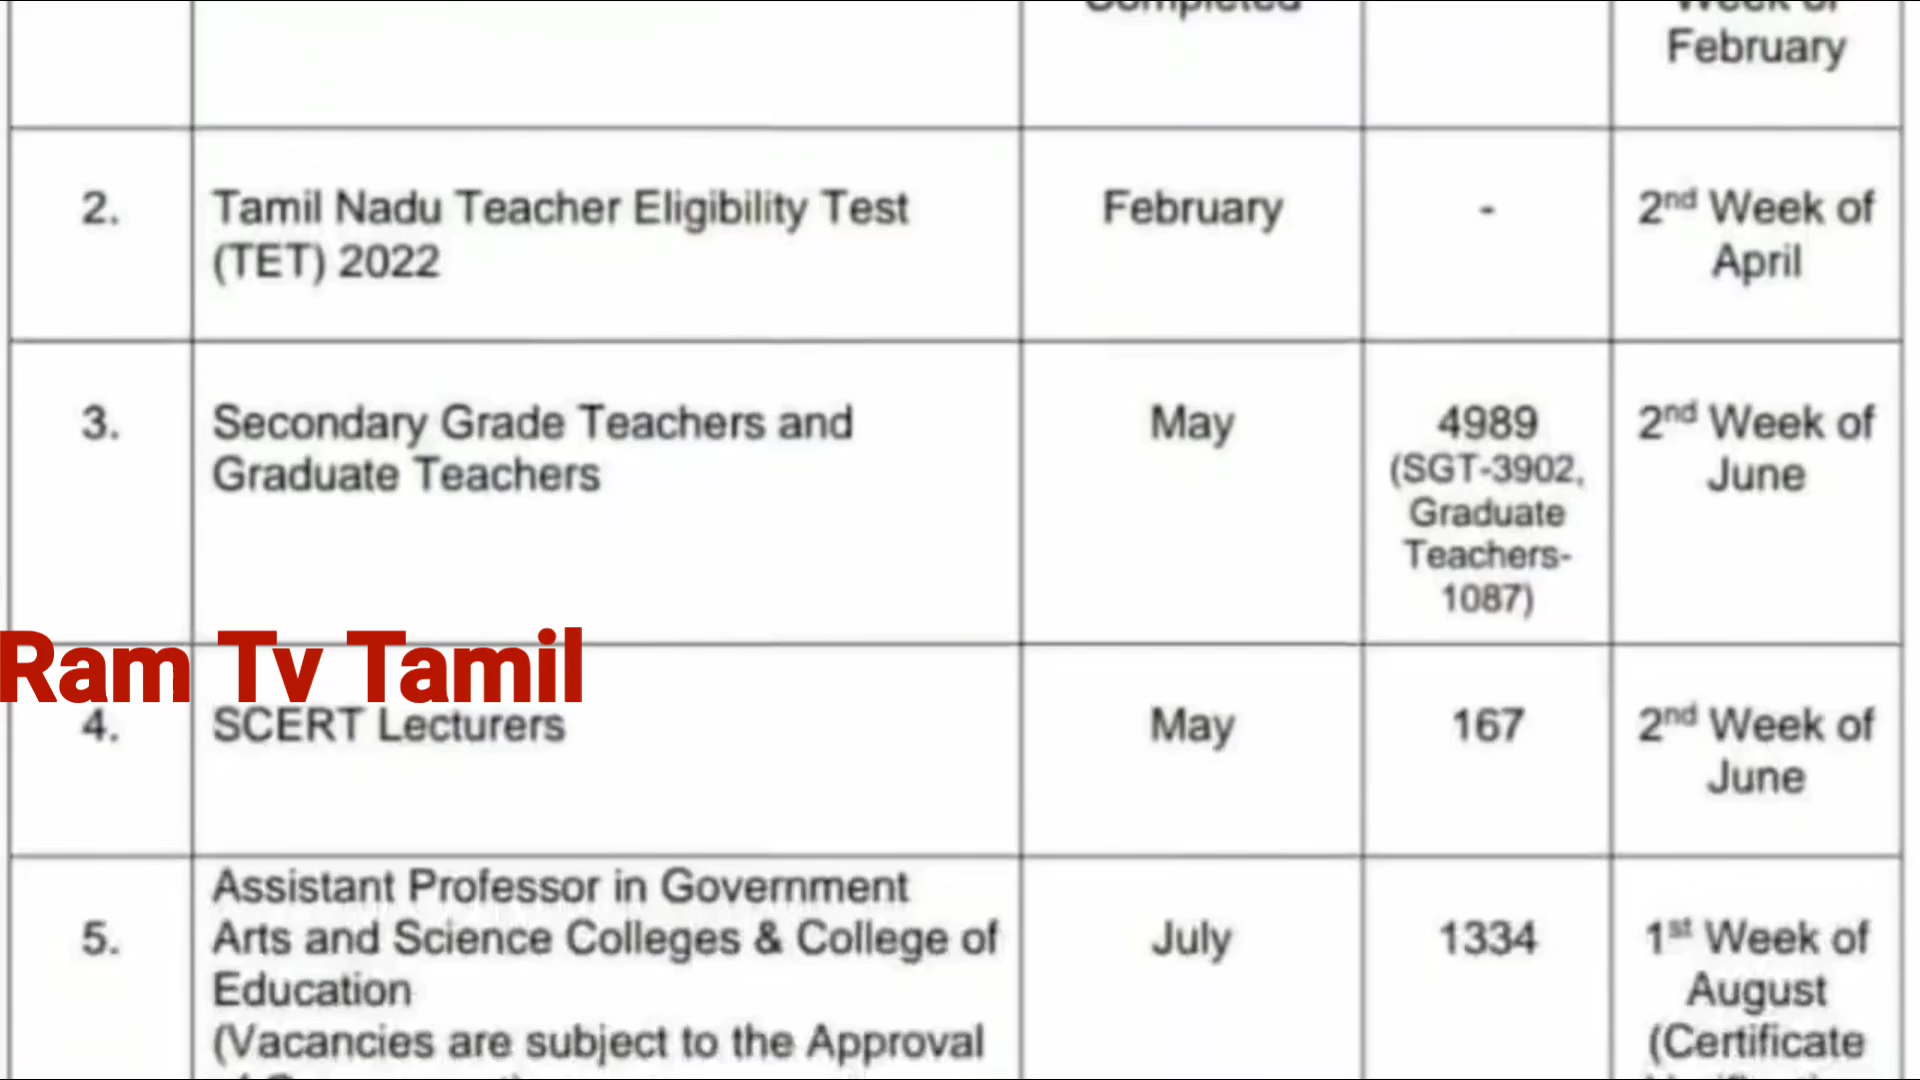 Completed
Week of
February
2.
Tamil Nadu Teacher Eligibility Test
(TET) 2022
February
-
2nd Week of
April
3.
Secondary Grade Teachers and
Graduate Teachers
May
4989
(SGT-3902,
Graduate
Teachers-
1087)
2nd Week of
June
Ram Tv Tamil
4.
SCERT Lecturers
May
167
2nd Week of
June
5.
Assistant Professor in Government
Arts and Science Colleges & College of
Education
(Vacancies are subject to the Approval
July
1334
1st Week of
August
(Certificate